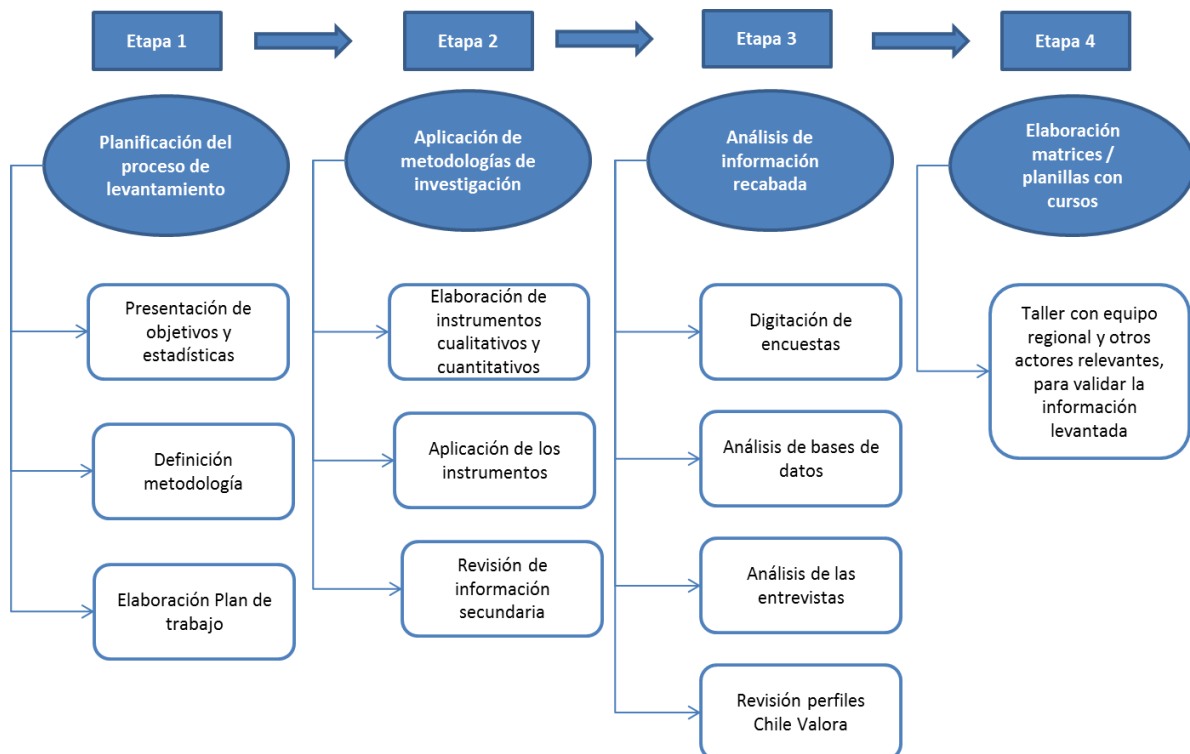 Etapa 1
Etapa 2
Etapa 3
Etapa 4
Planificación del
proceso de
levantamiento
Aplicación de
metodologías de
investigación
Análisis de
información
recabada
Elaboración
matrices /
planillas con
cursos
Presentación de
objetivos y
estadísticas
Elaboración de
instrumentos
cualitativos y
cuantitativos
Digitación de
encuestas
Taller con equipo
regional y otros
actores relevantes,
para validar la
información
levantada
Definición
metodología
Aplicación de los
instrumentos
Análisis de bases de
datos
Elaboración Plan de
trabajo
Revisión de
información
secundaria
Análisis de las
entrevistas
Revisión perfiles
Chile Valora